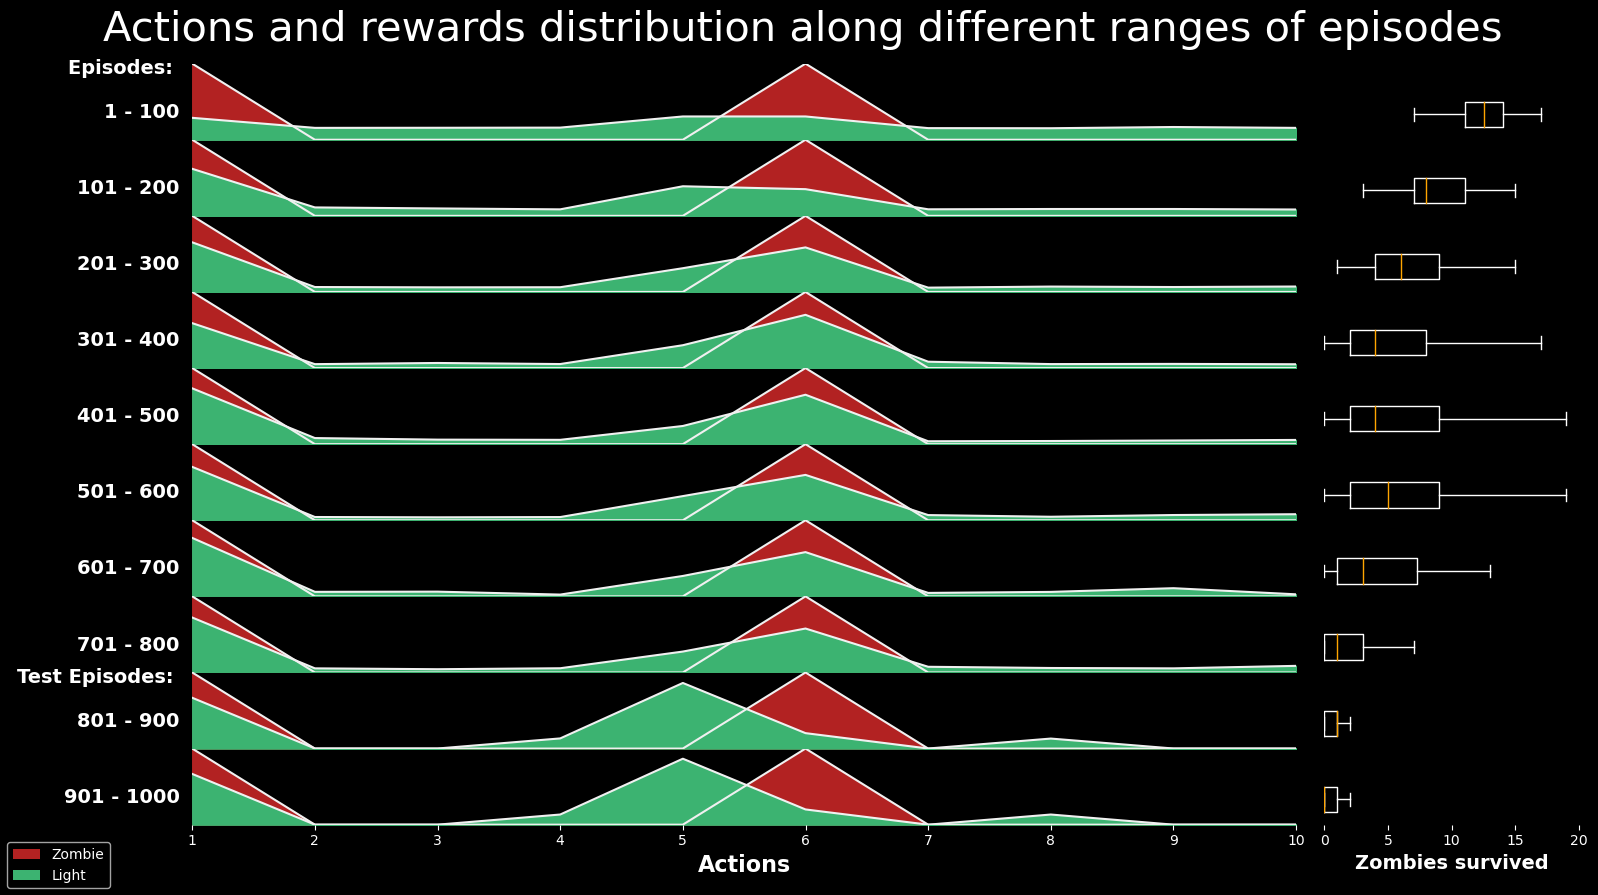 Actions and rewards distribution along different ranges of episodes
Episodes:
1 - 100
101 - 200
201 - 300
301 - 400
401 - 500
501 - 600
601 - 700
701 - 800
Test Episodes:
801 - 900
901 - 1000
1 2 3 4 5 6 7 8 9 10
0 5 10 15 20
Actions
Zombies survived
Zombie
Light